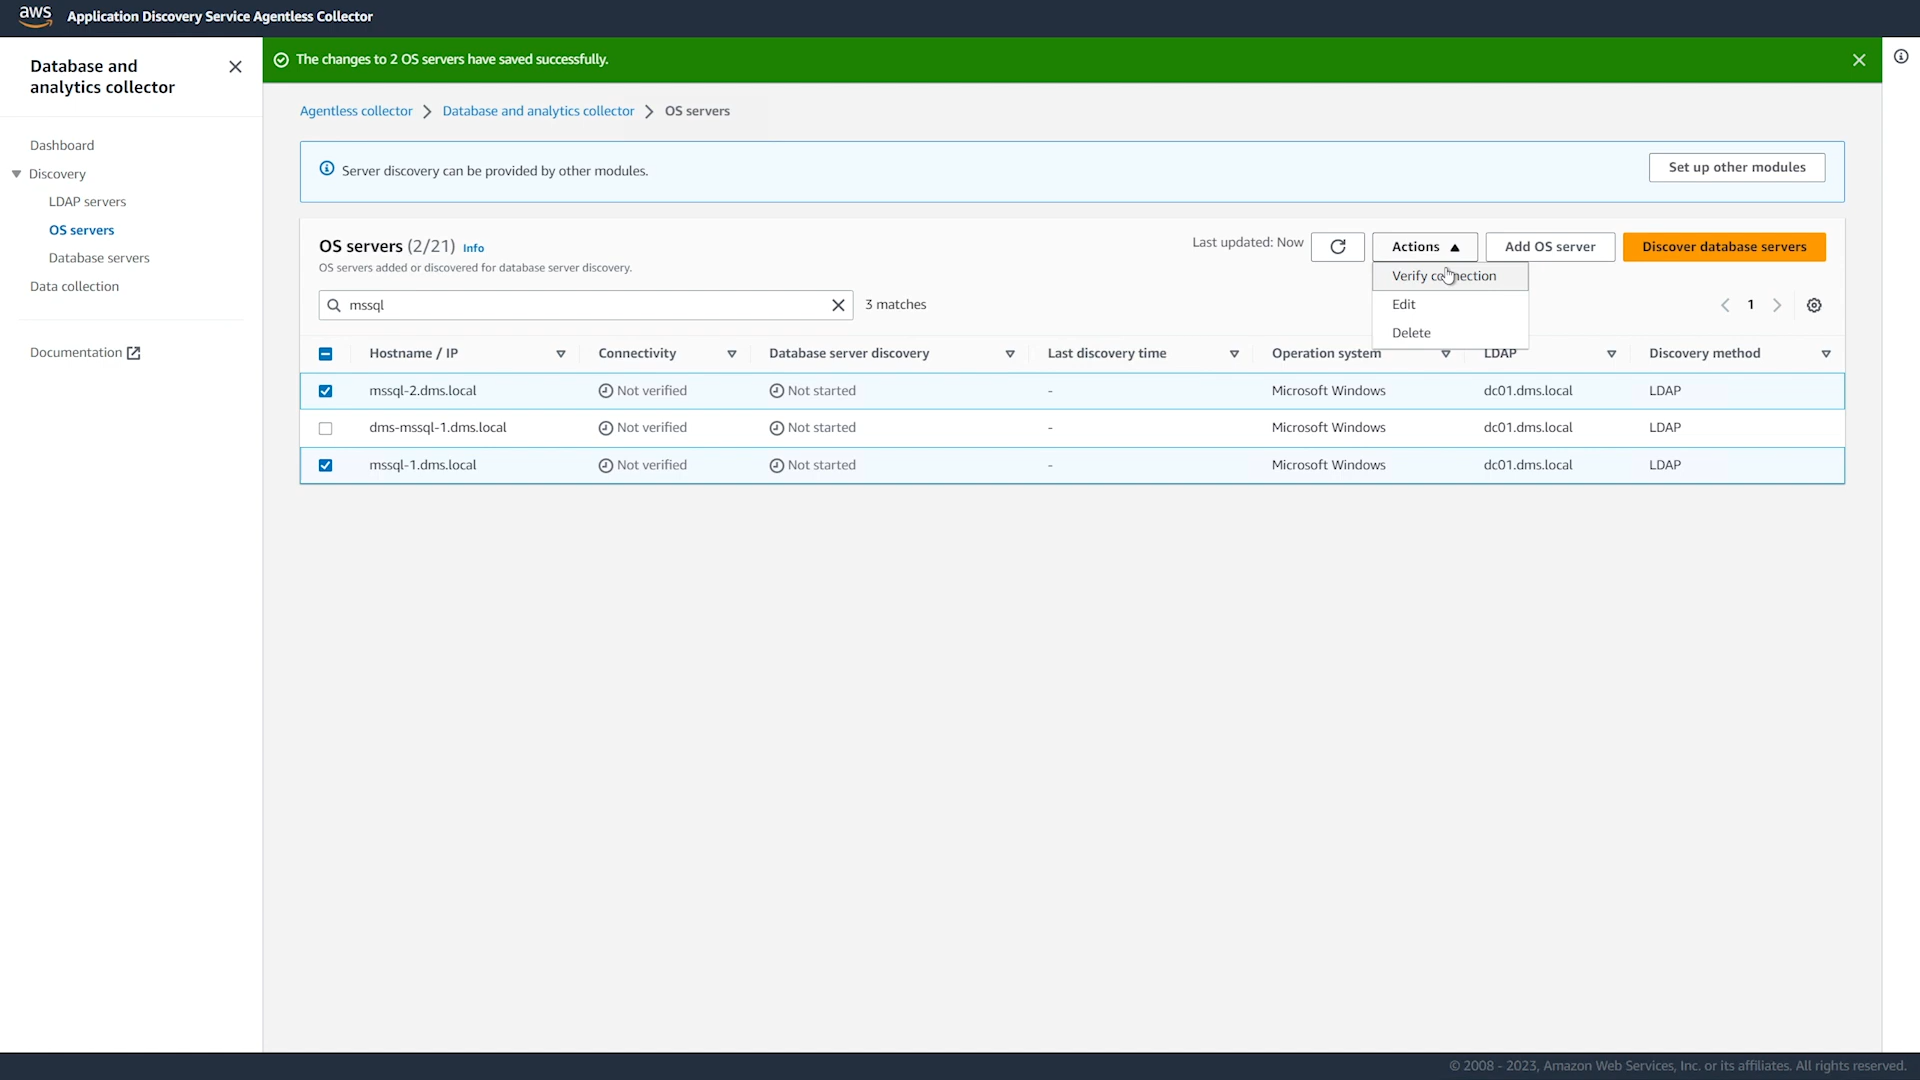 aws Application Discovery Service Agentless Collector
Database and
analytics collector
Dashboard
Discovery
LDAP servers
OS servers
Database servers
Data collection
Documentation
The changes to 2 OS servers have saved successfully.
Agentless collector Database and analytics collector OS servers
Server discovery can be provided by other modules.
Set up other modules
OS servers (2/21) Info
OS servers added or discovered for database server discovery.
Last updated: Now
Actions
Add OS server
Discover database servers
Verify connection
Edit
Delete
mssql
3 matches
1
Hostname / IP Connectivity Database server discovery Last discovery time Operation system LDAP Discovery method
mssql-2.dms.local Not verified Not started - Microsoft Windows dc01.dms.local LDAP
dms-mssql-1.dms.local Not verified Not started - Microsoft Windows dc01.dms.local LDAP
mssql-1.dms.local Not verified Not started - Microsoft Windows dc01.dms.local LDAP
© 2008 - 2023, Amazon Web Services, Inc. or its affiliates. All rights reserved.